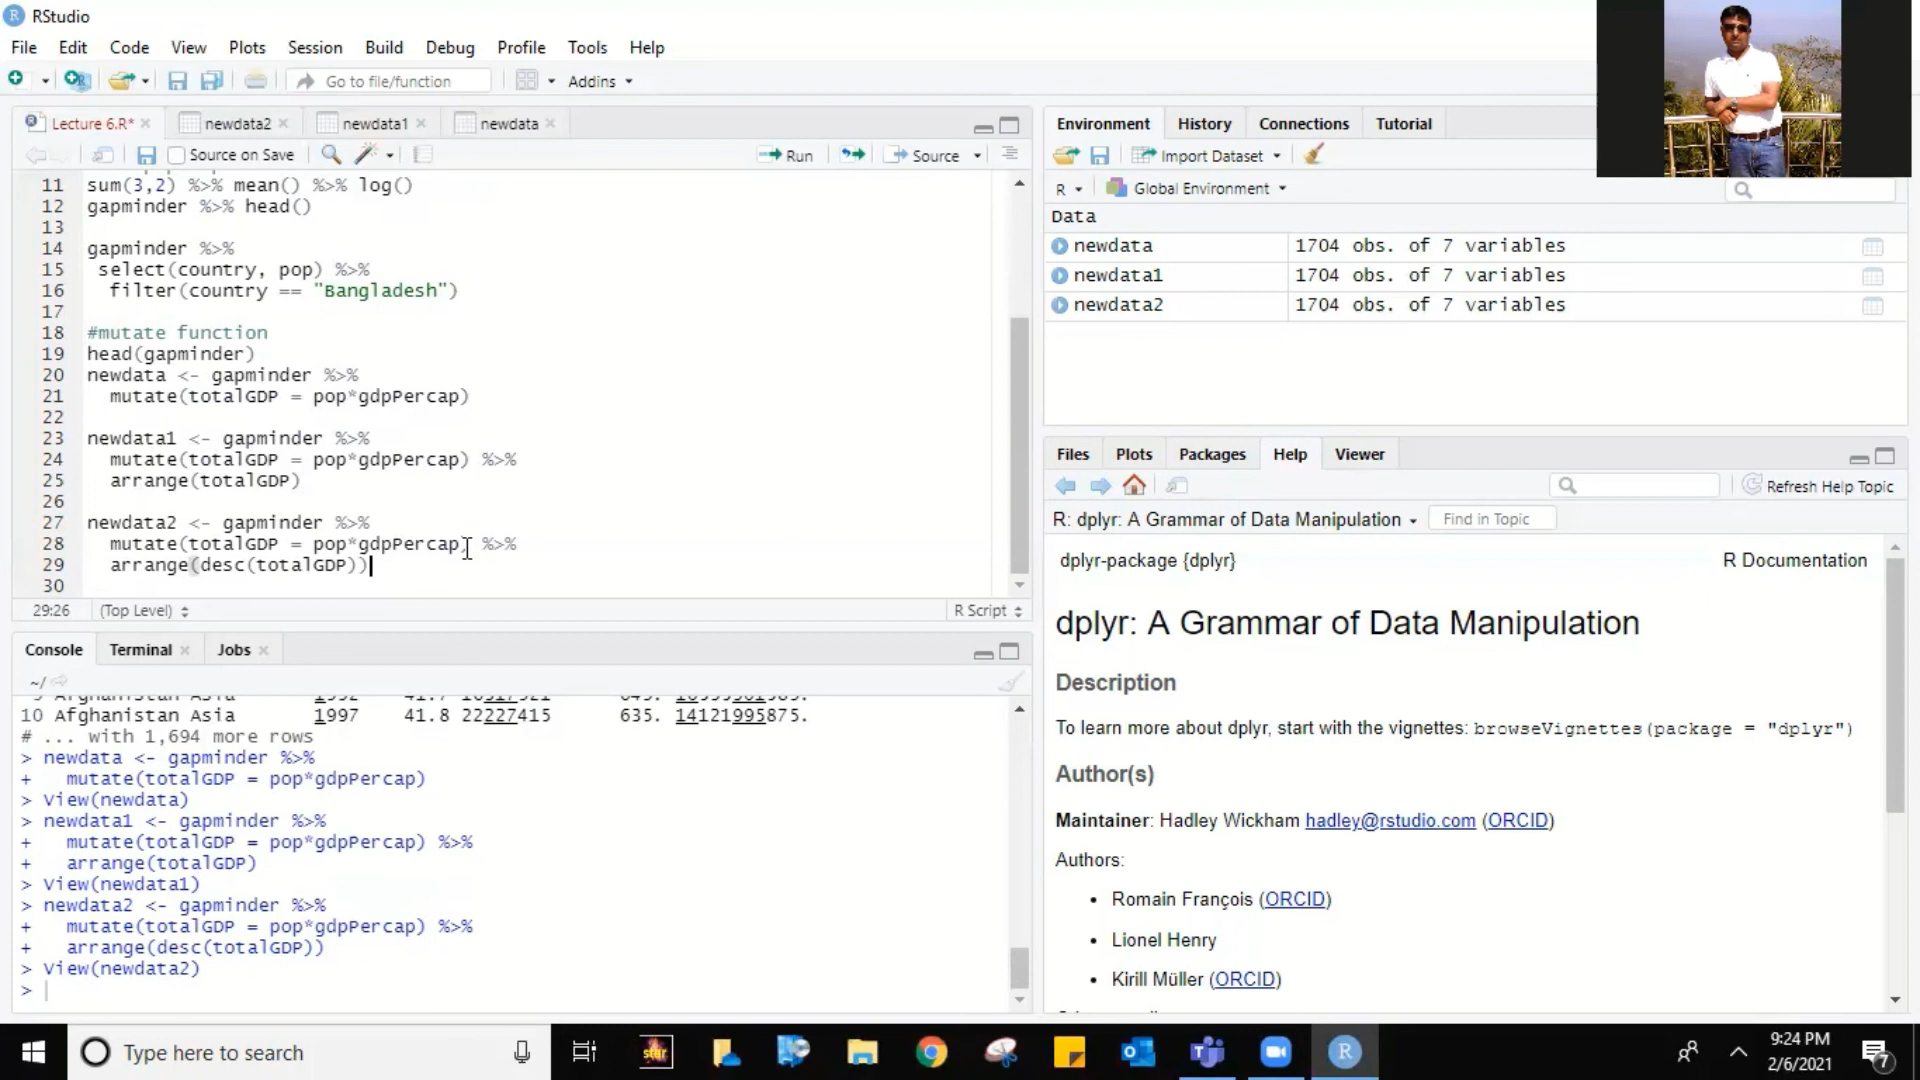 RStudio
File Edit Code View Plots Session Build Debug Profile Tools Help
Go to file/function Addins
Lecture 6.R* newdata2 newdata1 newdata
Source on Save Run Source
11 sum(3,2) %>% mean() %>% log()
12 gapminder %>% head()
13
14 gapminder %>%
15 select(country, pop) %>%
16 filter(country == "Bangladesh")
17
18 #mutate function
19 head(gapminder)
20 newdata <- gapminder %>%
21 mutate(totalGDP = pop*gdpPercap)
22
23 newdata1 <- gapminder %>%
24 mutate(totalGDP = pop*gdpPercap) %>%
25 arrange(totalGDP)
26
27 newdata2 <- gapminder %>%
28 mutate(totalGDP = pop*gdpPercap) %>%
29 arrange(desc(totalGDP))
30
29:26 (Top Level) R Script
Console Terminal Jobs
~/
10 Afghanistan Asia 1997 41.8 22227415 635. 14121995875.
# ... with 1,694 more rows
> newdata <- gapminder %>%
+ mutate(totalGDP = pop*gdpPercap)
> View(newdata)
> newdata1 <- gapminder %>%
+ mutate(totalGDP = pop*gdpPercap) %>%
+ arrange(totalGDP)
> View(newdata1)
> newdata2 <- gapminder %>%
+ mutate(totalGDP = pop*gdpPercap) %>%
+ arrange(desc(totalGDP))
> View(newdata2)
>
Environment History Connections Tutorial
Import Dataset
R Global Environment
Data
newdata 1704 obs. of 7 variables
newdata1 1704 obs. of 7 variables
newdata2 1704 obs. of 7 variables
Files Plots Packages Help Viewer
Refresh Help Topic
R: dplyr: A Grammar of Data Manipulation Find in Topic
dplyr-package {dplyr} R Documentation
dplyr: A Grammar of Data Manipulation
Description
To learn more about dplyr, start with the vignettes: browseVignettes(package = "dplyr")
Author(s)
Maintainer: Hadley Wickham hadley@rstudio.com (ORCID)
Authors:
• Romain François (ORCID)
• Lionel Henry
• Kirill Müller (ORCID)
Type here to search
9:24 PM
2/6/2021
7